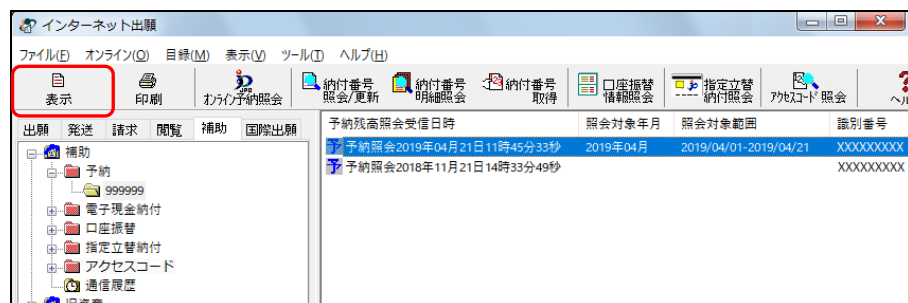 インターネット出願
ファイル(F) オンライン(O) 目録(M) 表示(V) ツール(T) ヘルプ(H)
表示 印刷 オンライン予納照会 納付番号照会/更新 納付番号明細照会 納付番号取得 口座振替情報照会 指定立替納付照会 アクセスコード照会
出願 発送 請求 閲覧 補助 国際出願
予納残高照会受信日時 照会対象年月 照会対象範囲 識別番号
予 予納照会2019年04月21日11時45分33秒 2019年04月 2019/04/01-2019/04/21 XXXXXXXXX
予 予納照会2018年11月21日14時33分49秒 XXXXXXXXX
補助
予納
999999
電子現金納付
口座振替
指定立替納付
アクセスコード
通信履歴